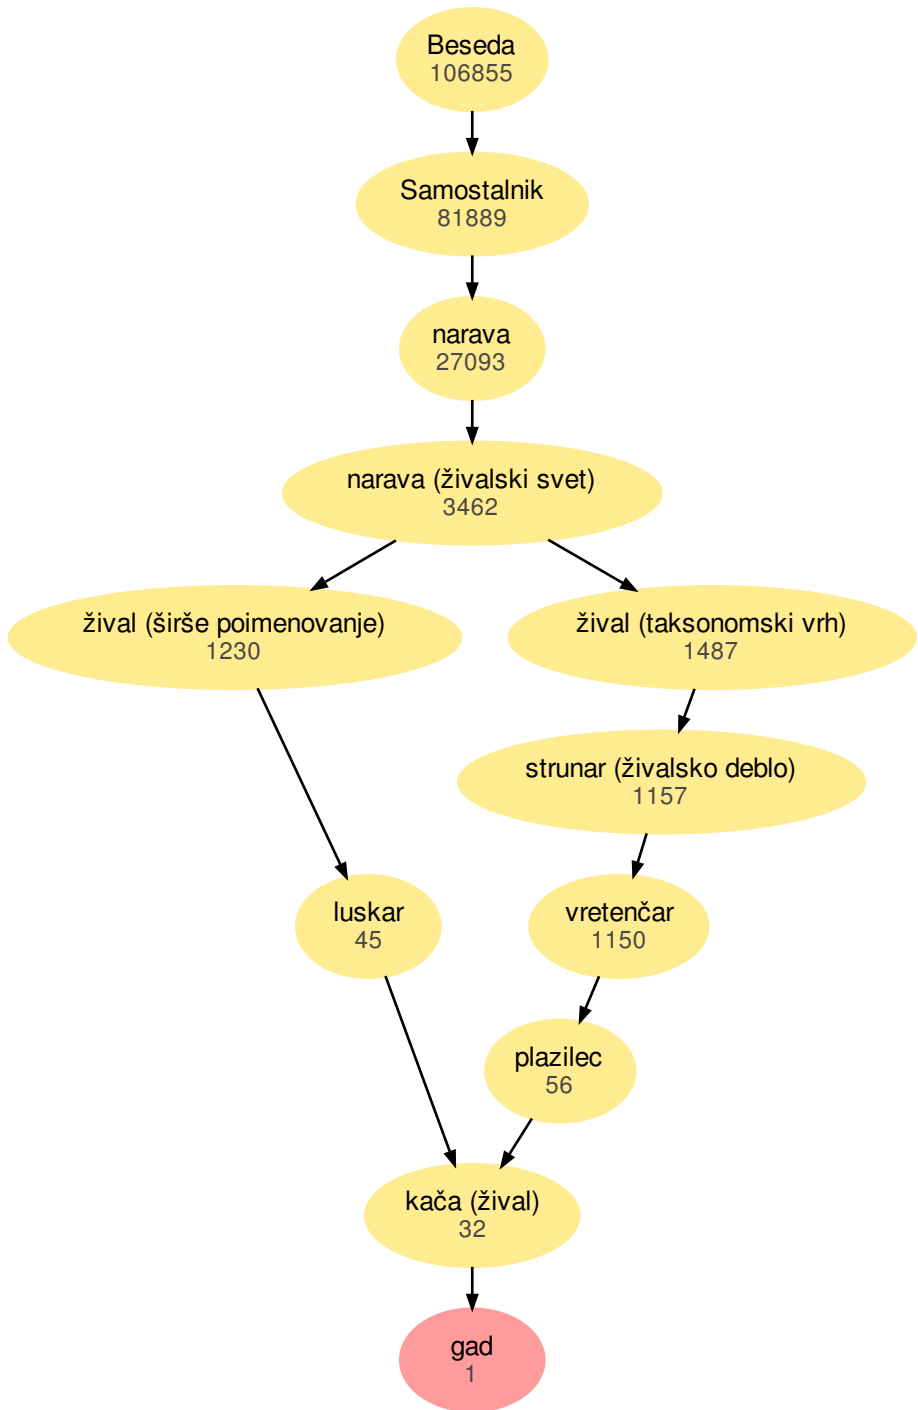 Beseda
106855
Samostalnik
81889
narava
27093
narava (živalski svet)
3462
žival (širše poimenovanje)
1230
žival (taksonomski vrh)
1487
strunar (živalsko deblo)
1157
luskar
45
vretenčar
1150
plazilec
56
kača (žival)
32
gad
1